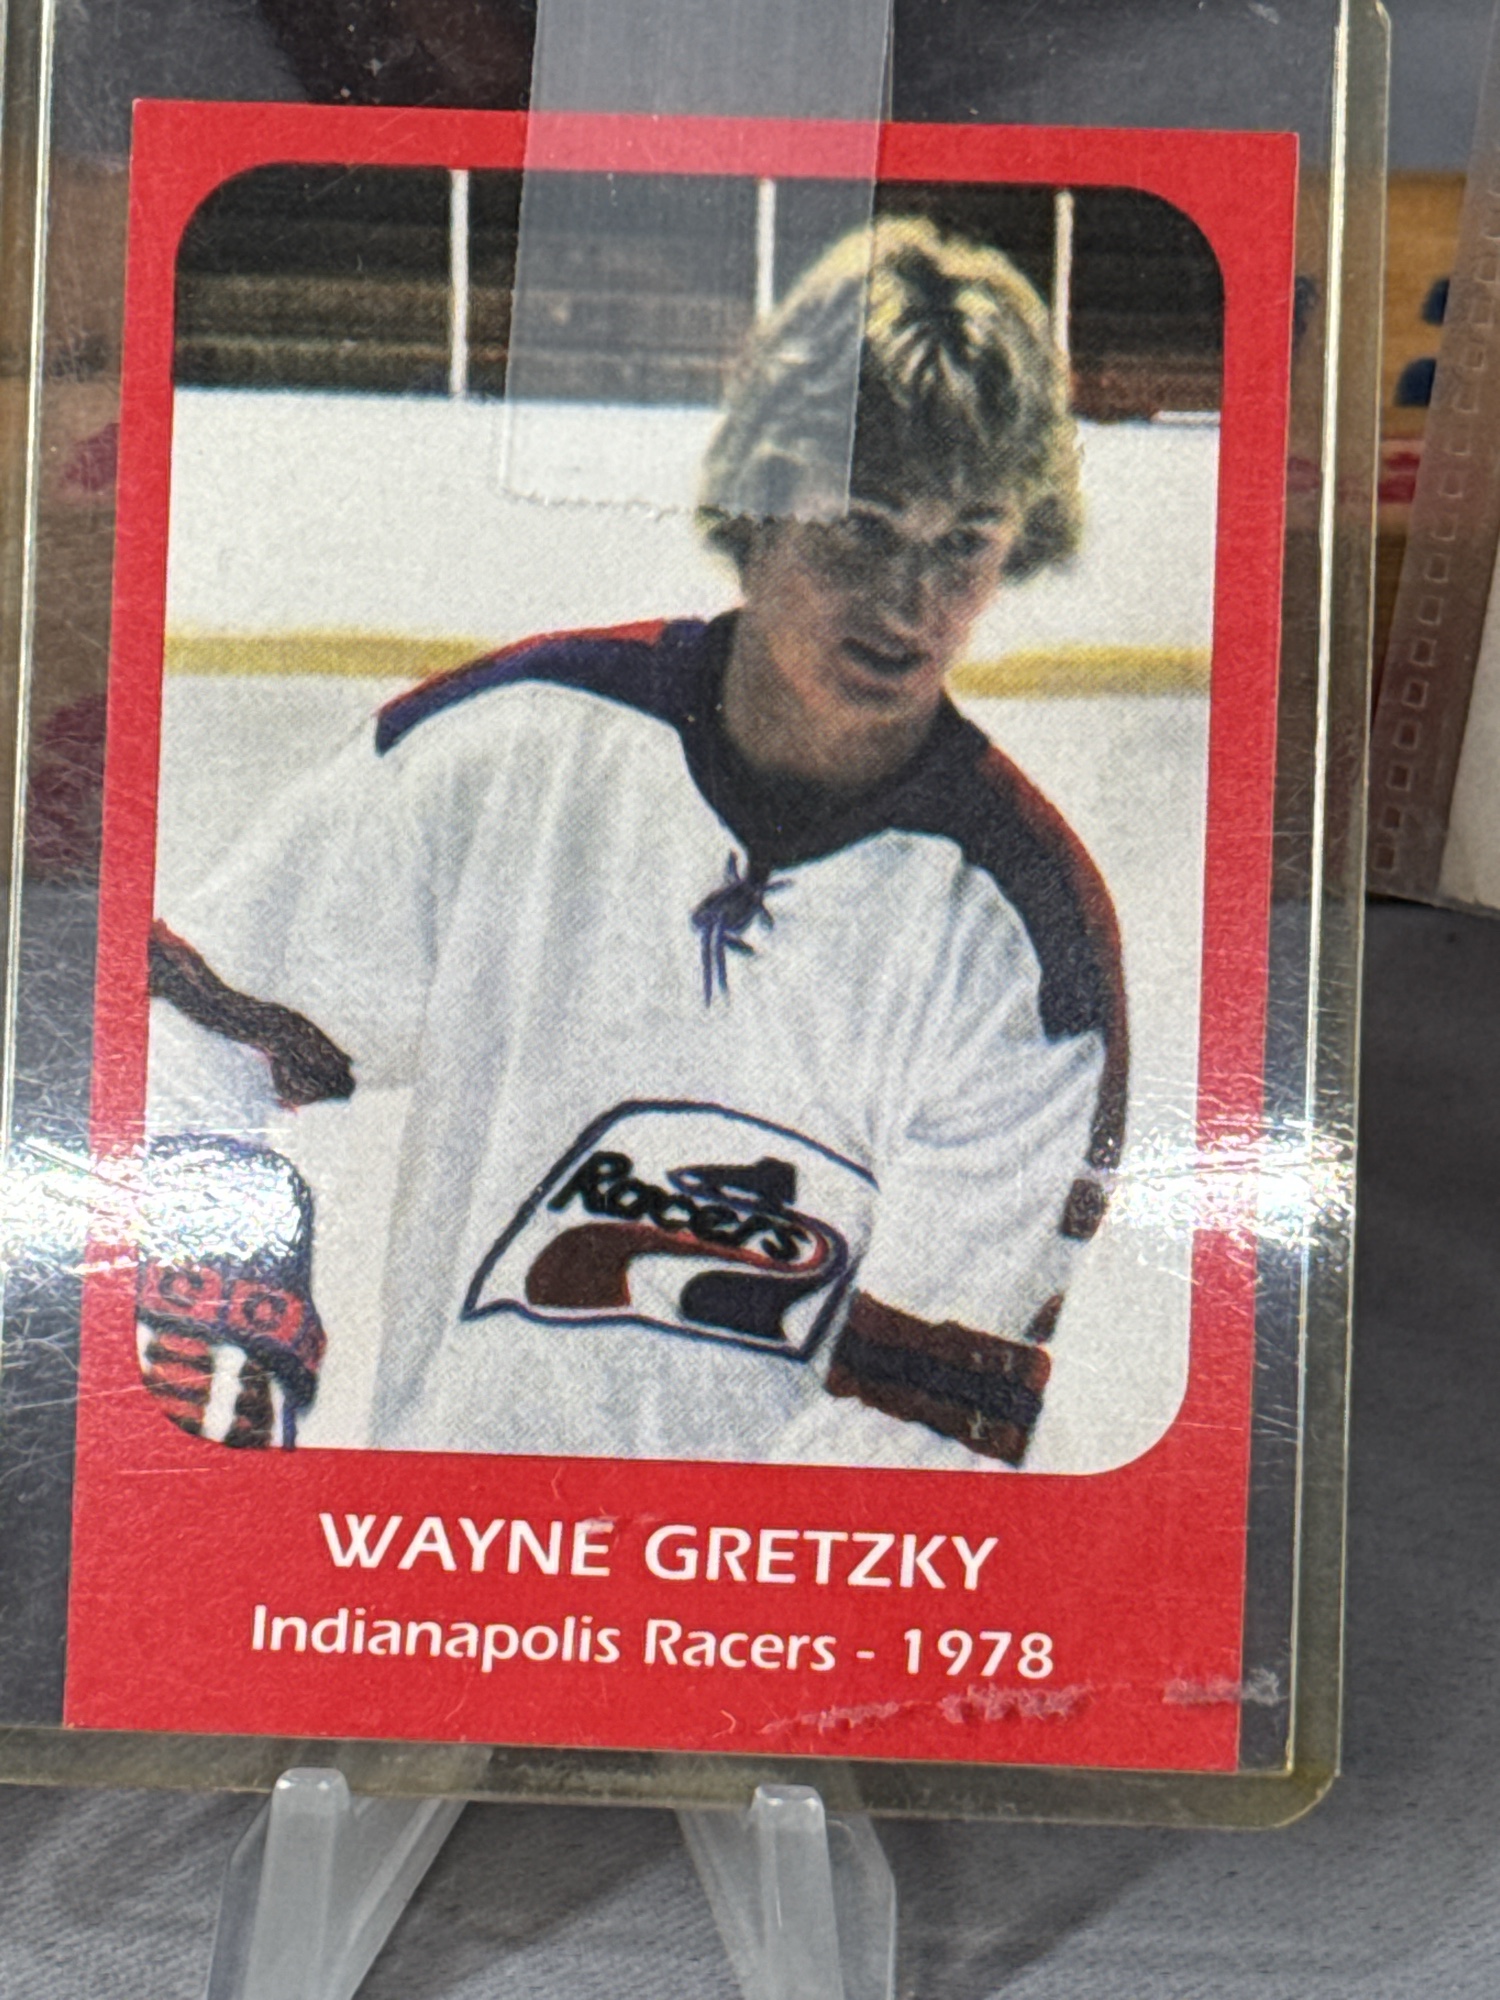 Racers
WAYNE GRETZKY
Indianapolis Racers - 1978